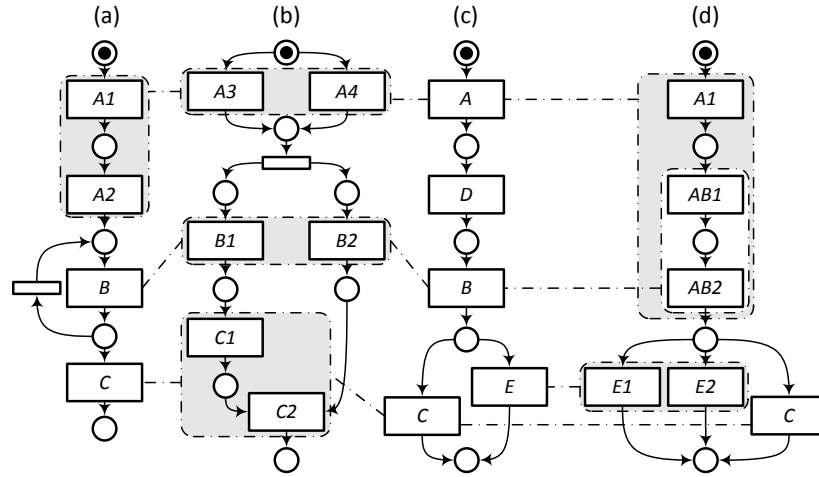 (a) (b) (c) (d)
A1 A3 A4 A A1
A2 D AB1
B1 B2
B B AB2
C1
C E E1 E2
C2 C C